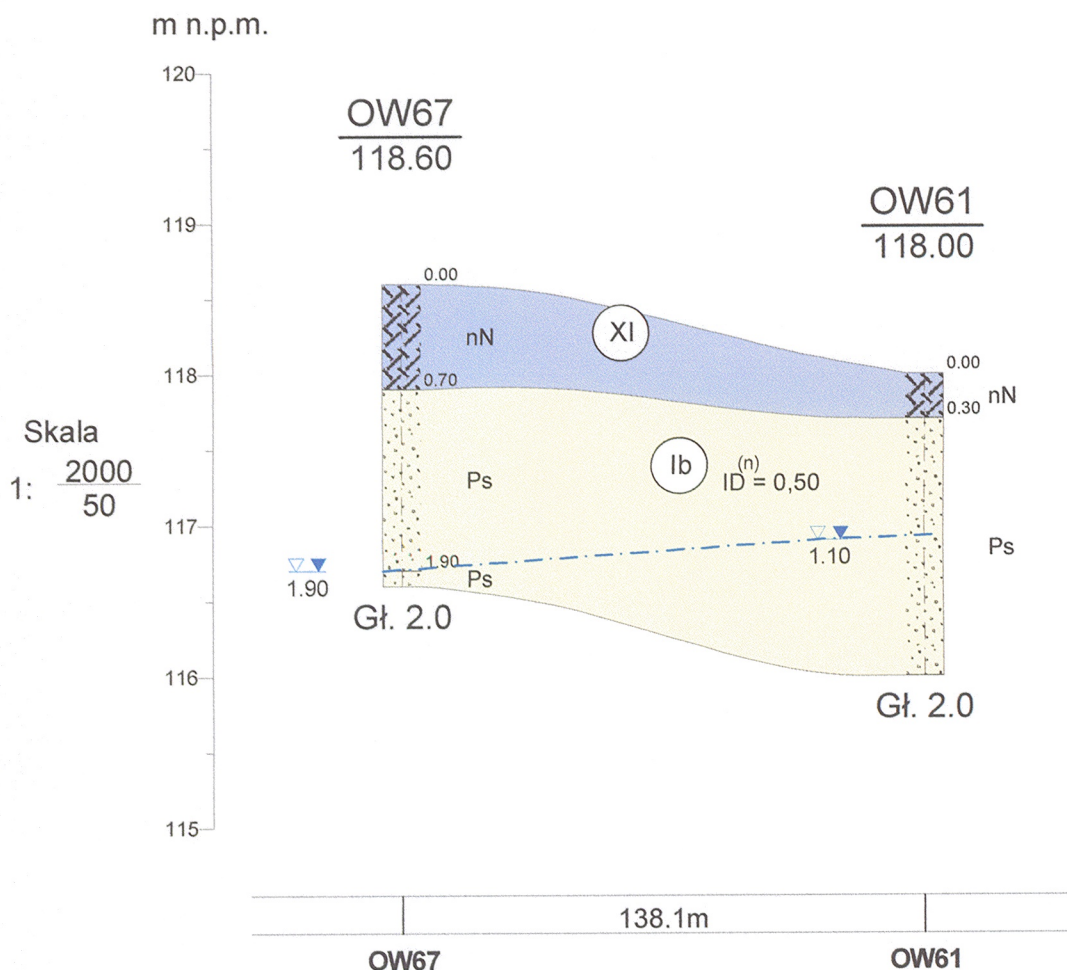 m n.p.m.
120
OW67
118.60
OW61
118.00
119
0.00
XI
nN
0.00
118
0.70
nN
0.30
Skala
1: 2000
50
Ps
Ib
(n)
ID = 0,50
117
1.90
1.10
Ps
1.90
Ps
Gł. 2.0
116
Gł. 2.0
115
138.1m
OW67
OW61